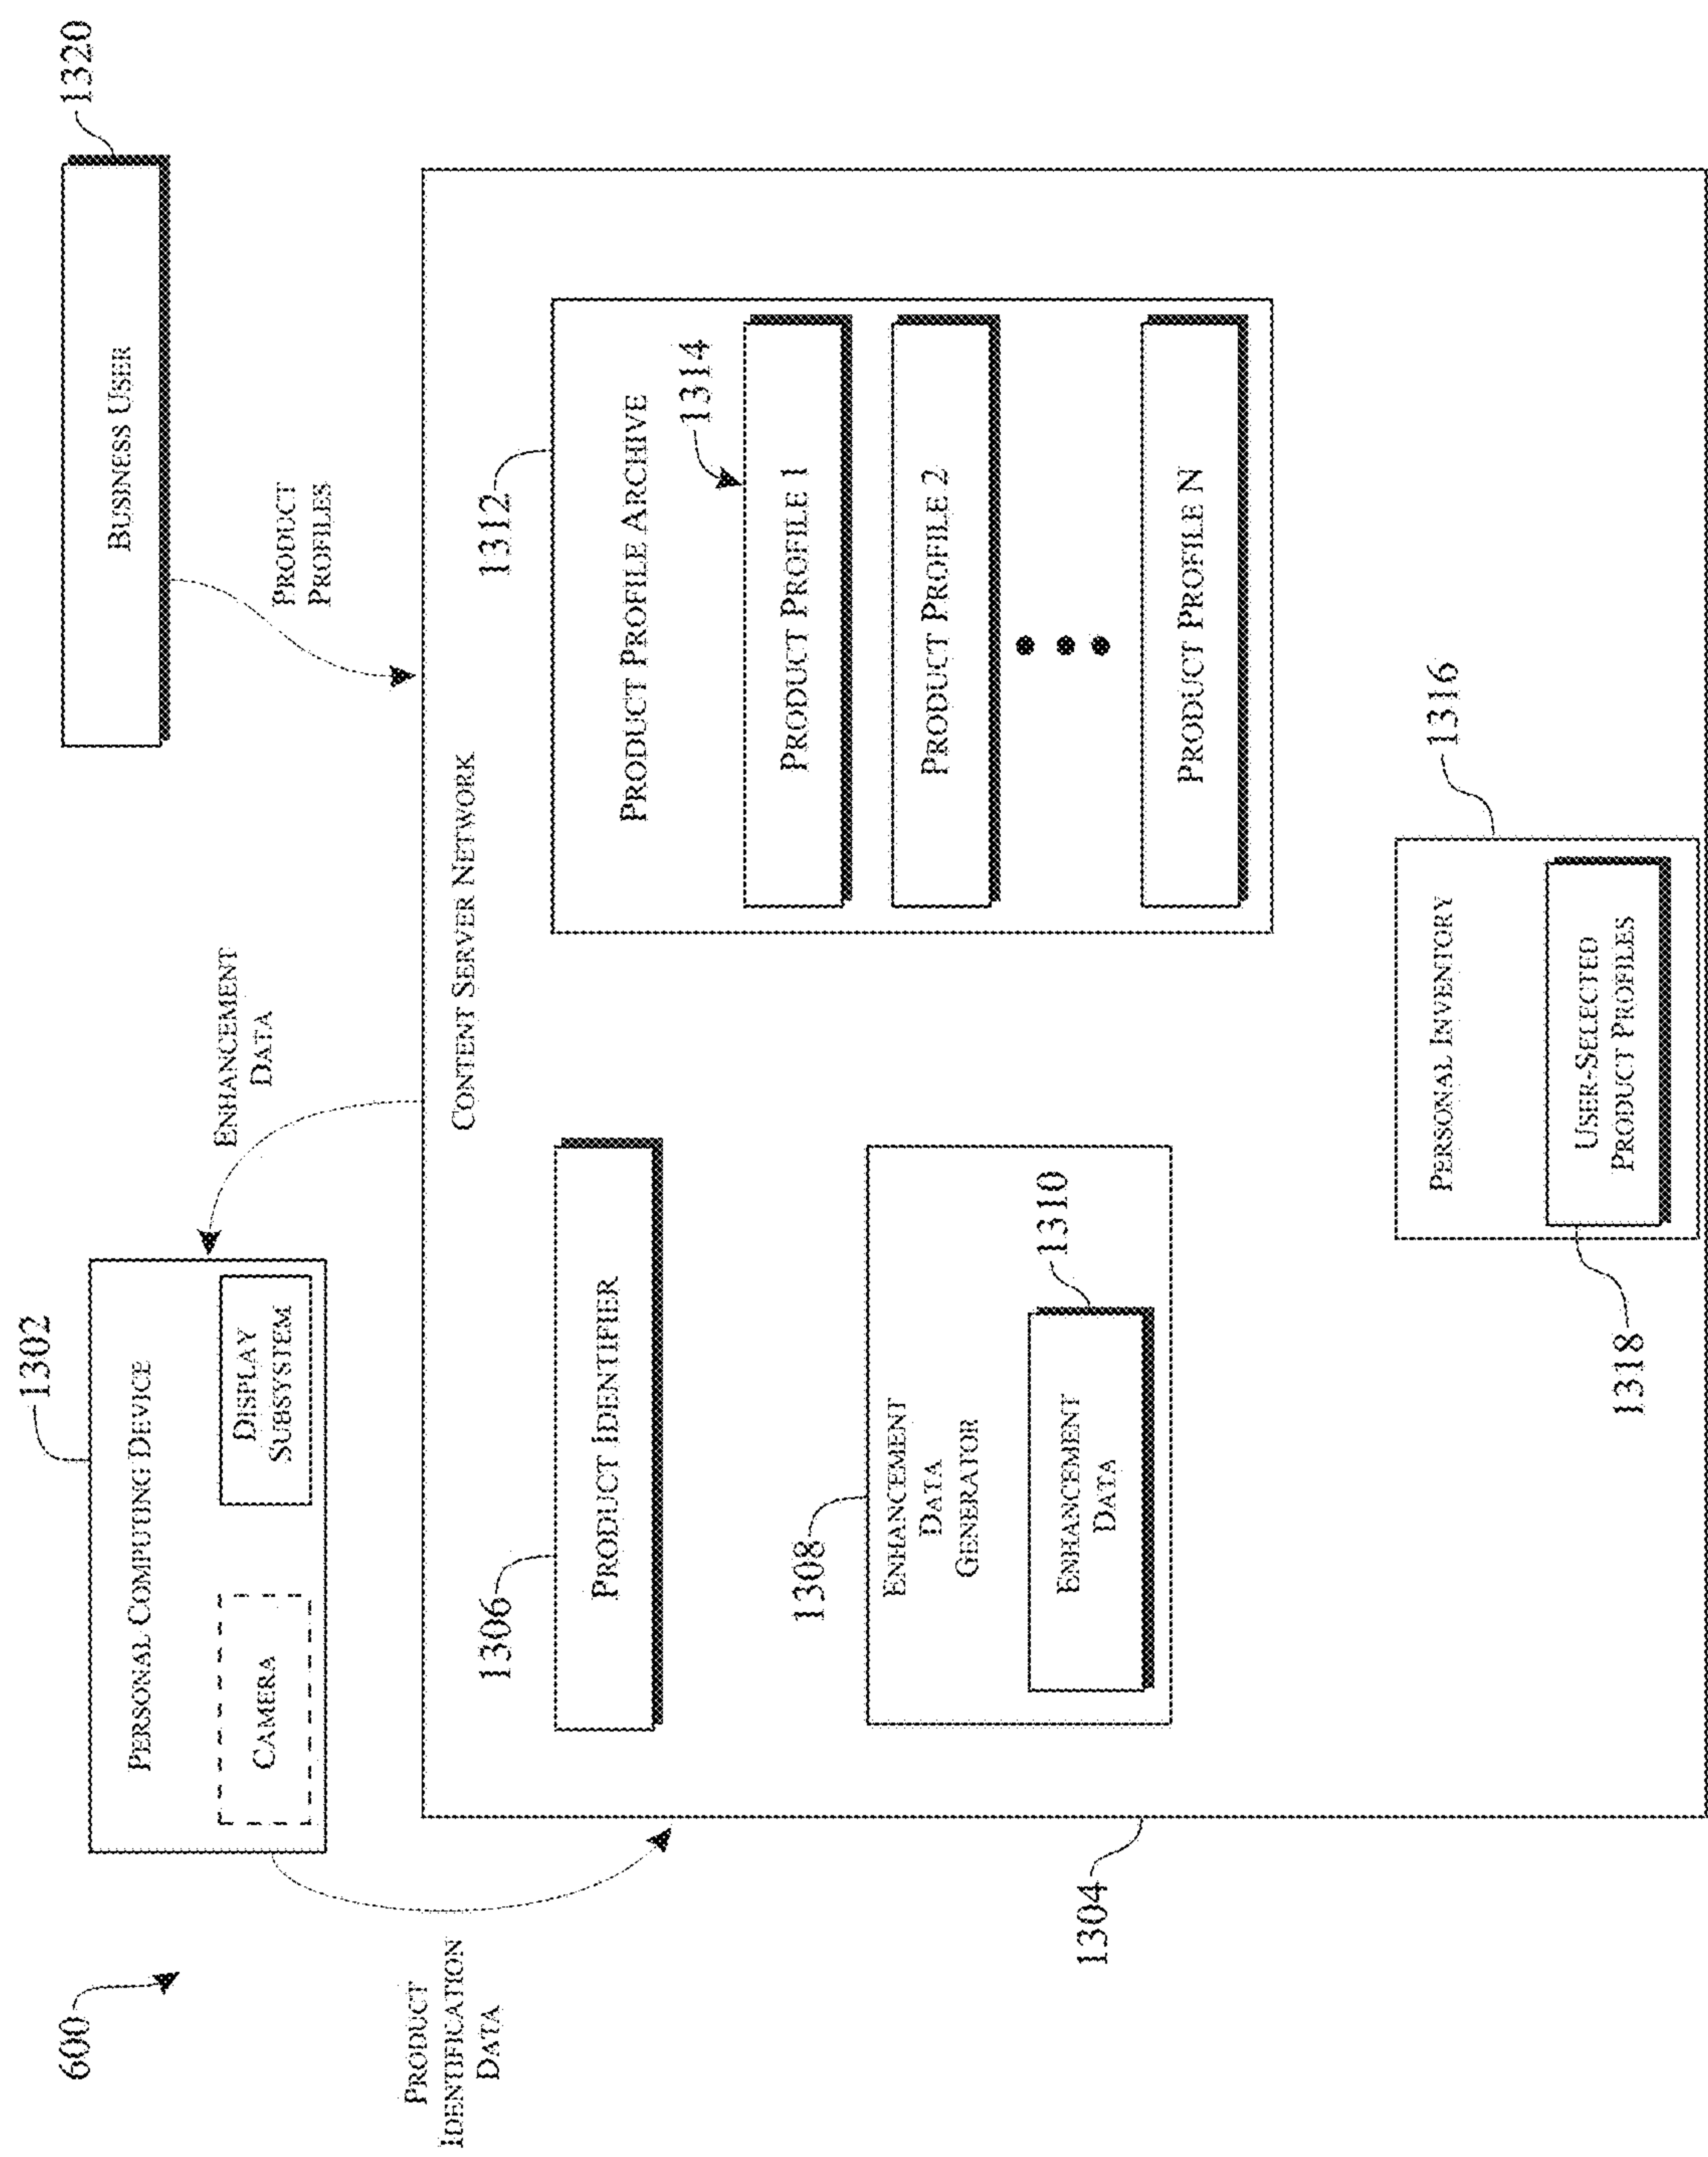 600
1302
PERSONAL COMPUTING DEVICE
CAMERA
DISPLAY
SUBSYSTEM
1320
BUSINESS USER
PRODUCT
IDENTIFICATION
DATA
ENHANCEMENT
DATA
PRODUCT
PROFILES
1304
CONTENT SERVER NETWORK
1306
PRODUCT IDENTIFIER
1308
ENHANCEMENT
DATA
GENERATOR
1310
ENHANCEMENT
DATA
1312
PRODUCT PROFILE ARCHIVE
1314
PRODUCT PROFILE 1
PRODUCT PROFILE 2
PRODUCT PROFILE N
1316
PERSONAL INVENTORY
1318
USER-SELECTED
PRODUCT PROFILES